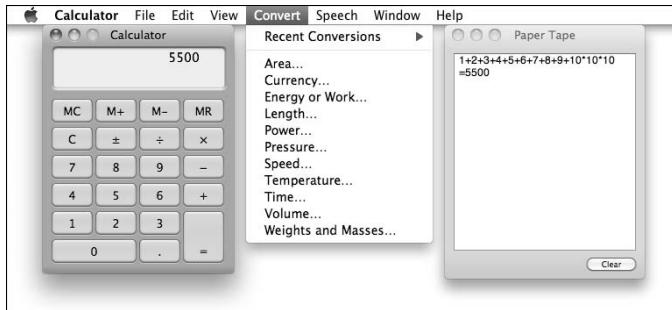 Calculator File Edit View Convert Speech Window Help
Calculator
5500
MC M+ M- MR
C ± ÷ ×
7 8 9 −
4 5 6 +
1 2 3
0 . =
Recent Conversions ▶
Area...
Currency...
Energy or Work...
Length...
Power...
Pressure...
Speed...
Temperature...
Time...
Volume...
Weights and Masses...
Paper Tape
1+2+3+4+5+6+7+8+9+10*10*10
=5500
Clear